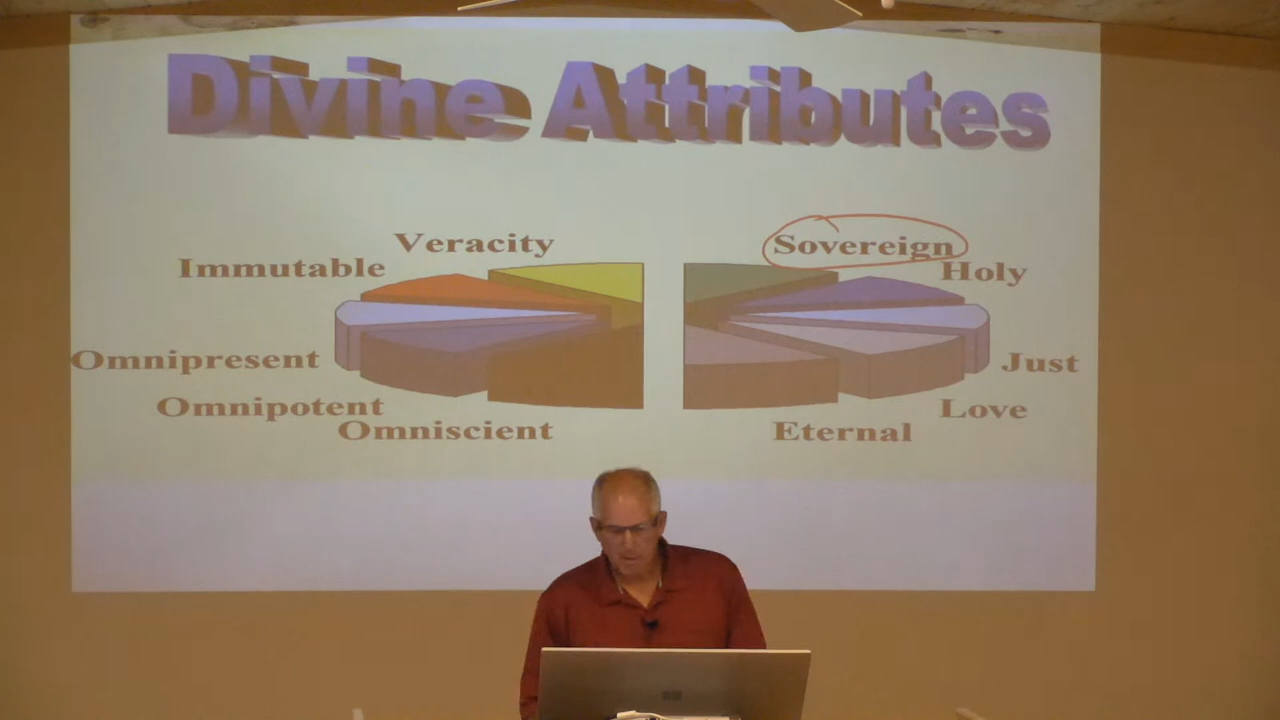 Divine Attributes
Veracity
Sovereign
Immutable
Holy
Omnipresent
Just
Omnipotent
Love
Omniscient
Eternal